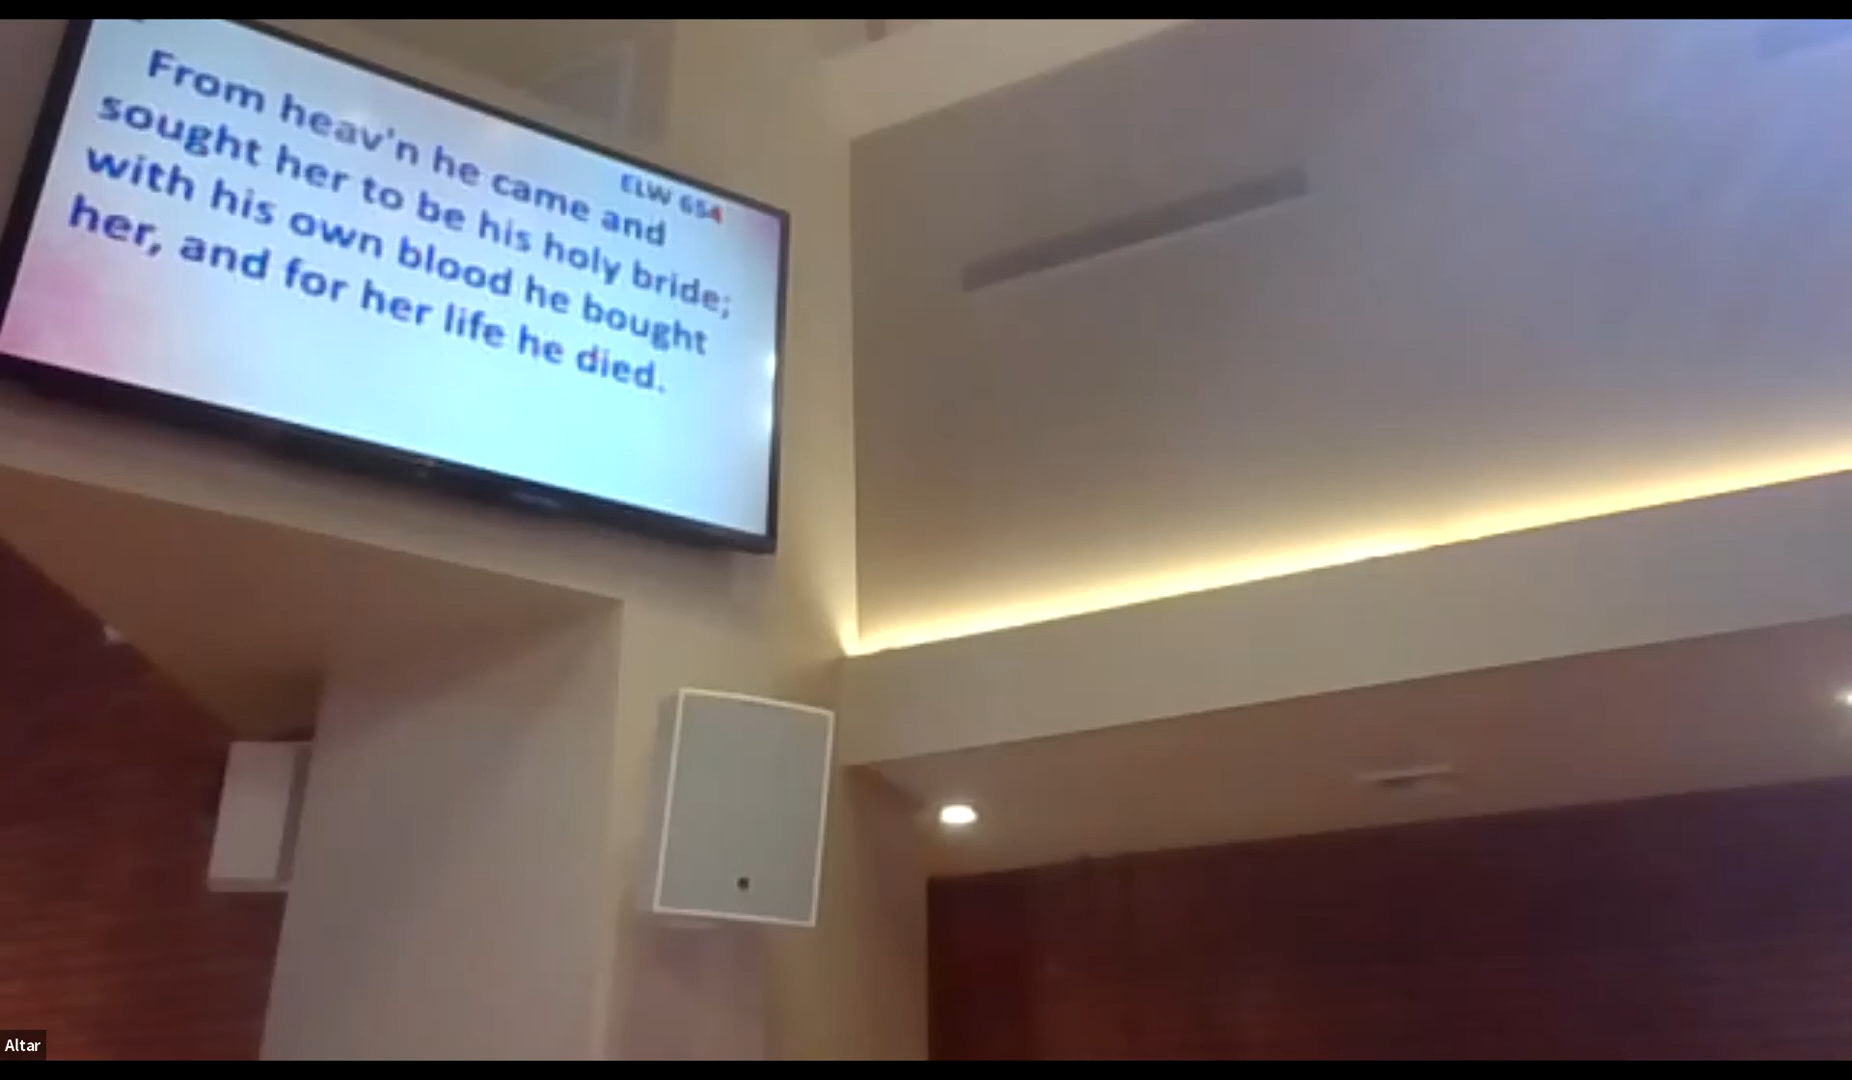 ELW 654
From heav'n he came and
sought her to be his holy bride;
with his own blood he bought
her, and for her life he died.
Altar